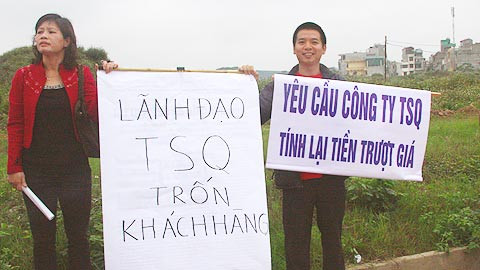 LÃNH ĐẠO
TSQ
TRỐN
KHÁCH HÀNG
YÊU CẦU CÔNG TY TSQ
TÍNH LẠI TIỀN TRƯỢT GIÁ